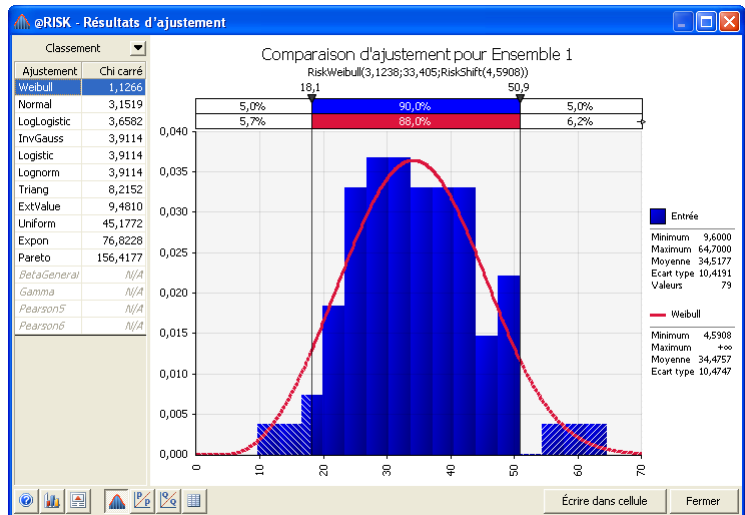 @RISK - Résultats d'ajustement
Classement
Ajustement Chi carré
Weibull 1,1266
Normal 3,1519
LogLogistic 3,6582
InvGauss 3,9114
Logistic 3,9114
Lognorm 3,9114
Triang 8,2152
ExtValue 9,4810
Uniform 45,1772
Expon 76,8228
Pareto 156,4177
BetaGeneral N/A
Gamma N/A
Pearson5 N/A
Pearson6 N/A
Comparaison d'ajustement pour Ensemble 1
RiskWeibull(3,1238;33,405;RiskShift(4,5908))
18,1 50,9
5,0% 90,0% 5,0%
5,7% 88,0% 6,2%
0,040
0,035
0,030
0,025
0,020
0,015
0,010
0,005
0,000
0 10 20 30 40 50 60 70
Entrée
Minimum 9,6000
Maximum 64,7000
Moyenne 34,5177
Ecart type 10,4191
Valeurs 79
Weibull
Minimum 4,5908
Maximum +∞
Moyenne 34,4757
Ecart type 10,4747
P/P
Q/Q
Écrire dans cellule
Fermer